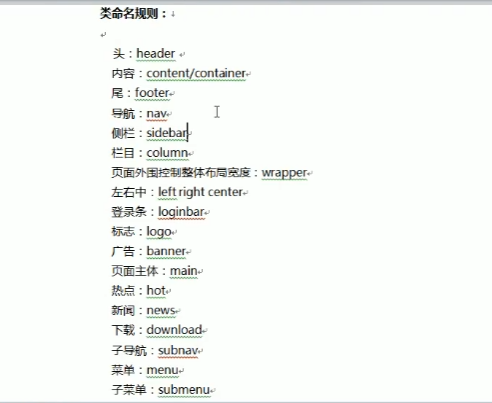 类命名规则：
头：header
内容：content/container
尾：footer
导航：nav
侧栏：sidebar
栏目：column
页面外围控制整体布局宽度：wrapper
左右中：left right center
登录条：loginbar
标志：logo
广告：banner
页面主体：main
热点：hot
新闻：news
下载：download
子导航：subnav
菜单：menu
子菜单：submenu